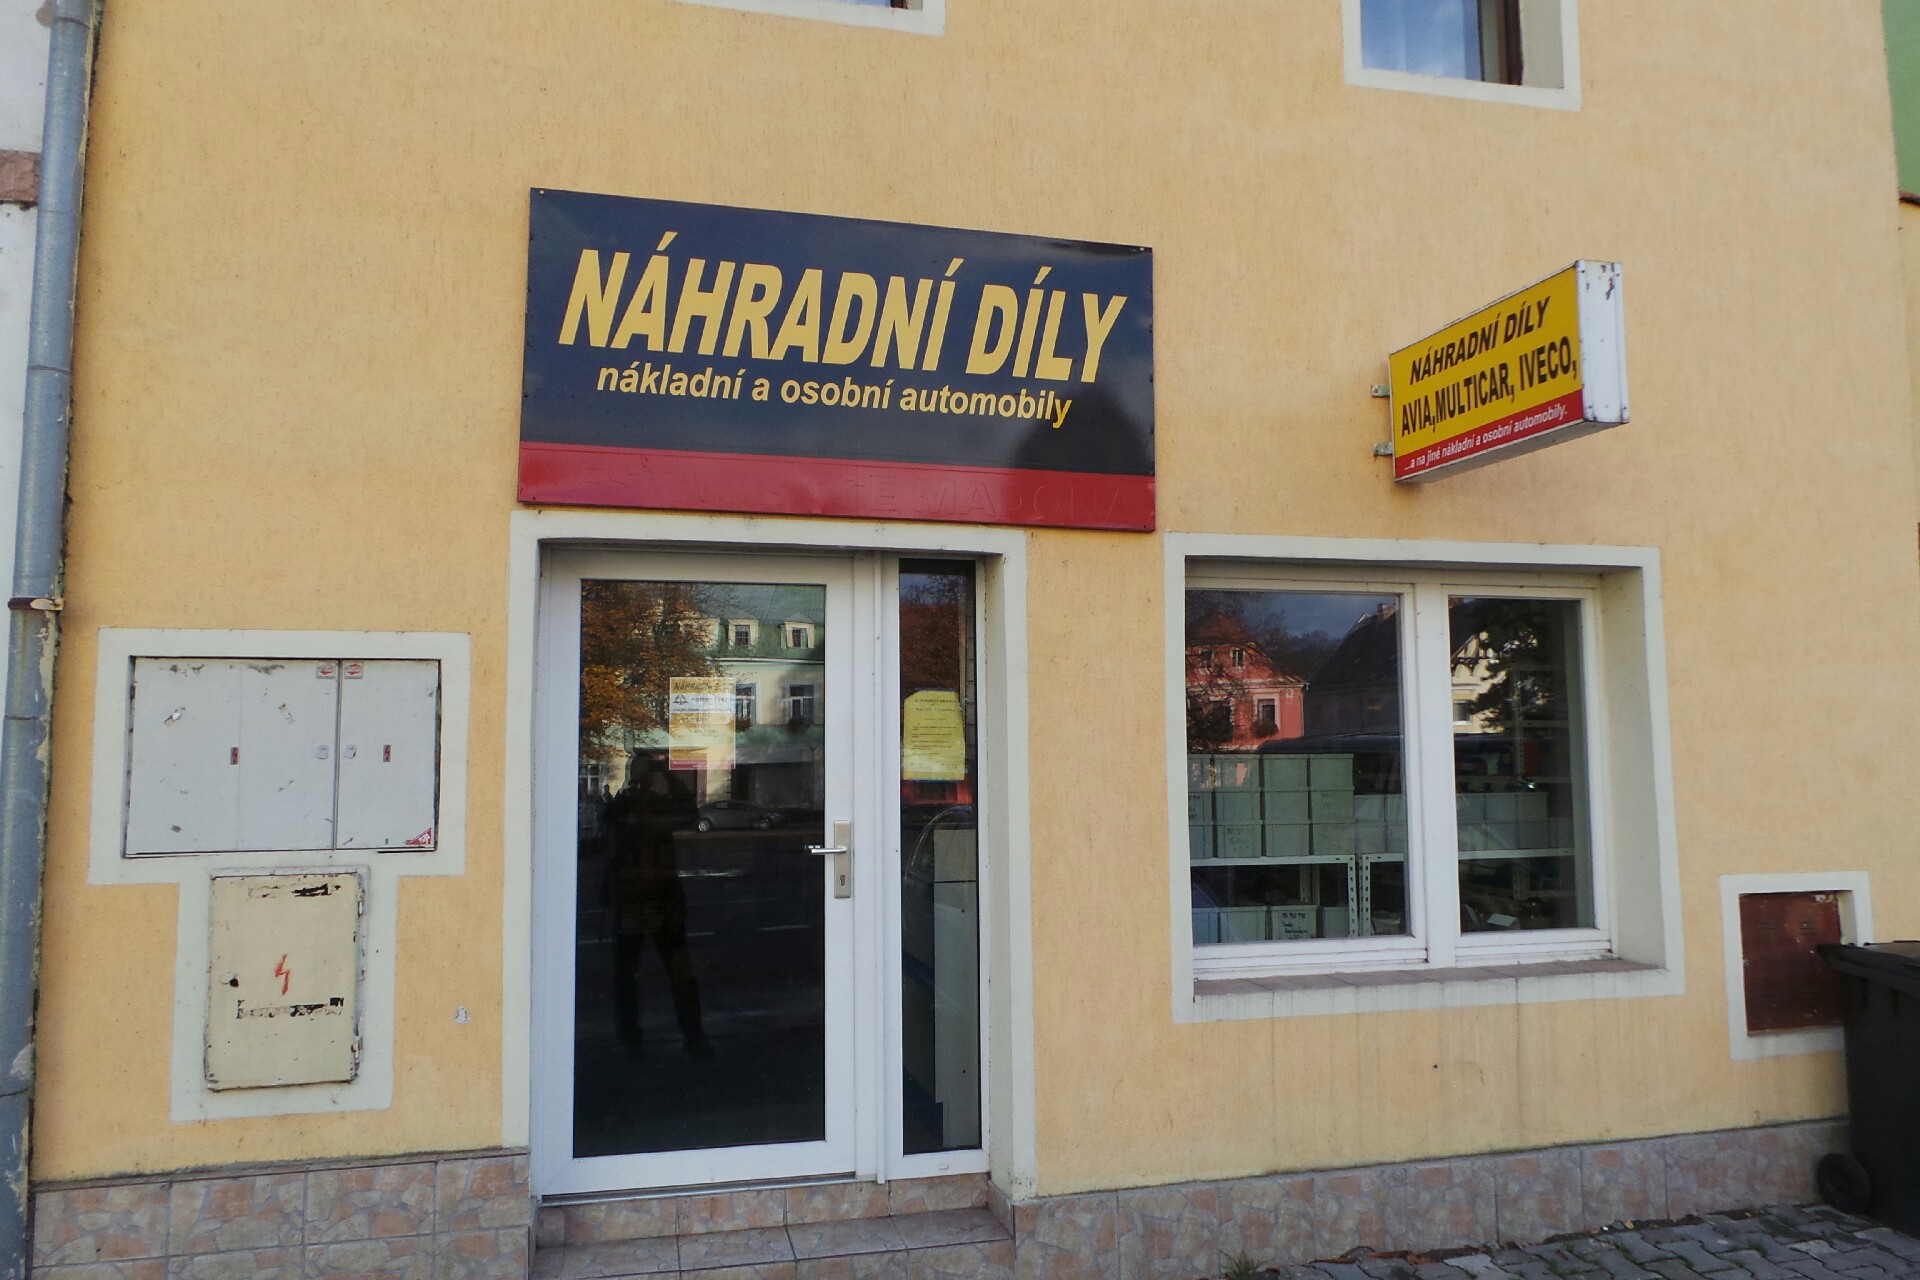 NÁHRADNÍ DÍLY
nákladní a osobní automobily
NÁHRADNÍ DÍLY
AVIA,MULTICAR, IVECO,
...a na jiné nákladní a osobní automobily.